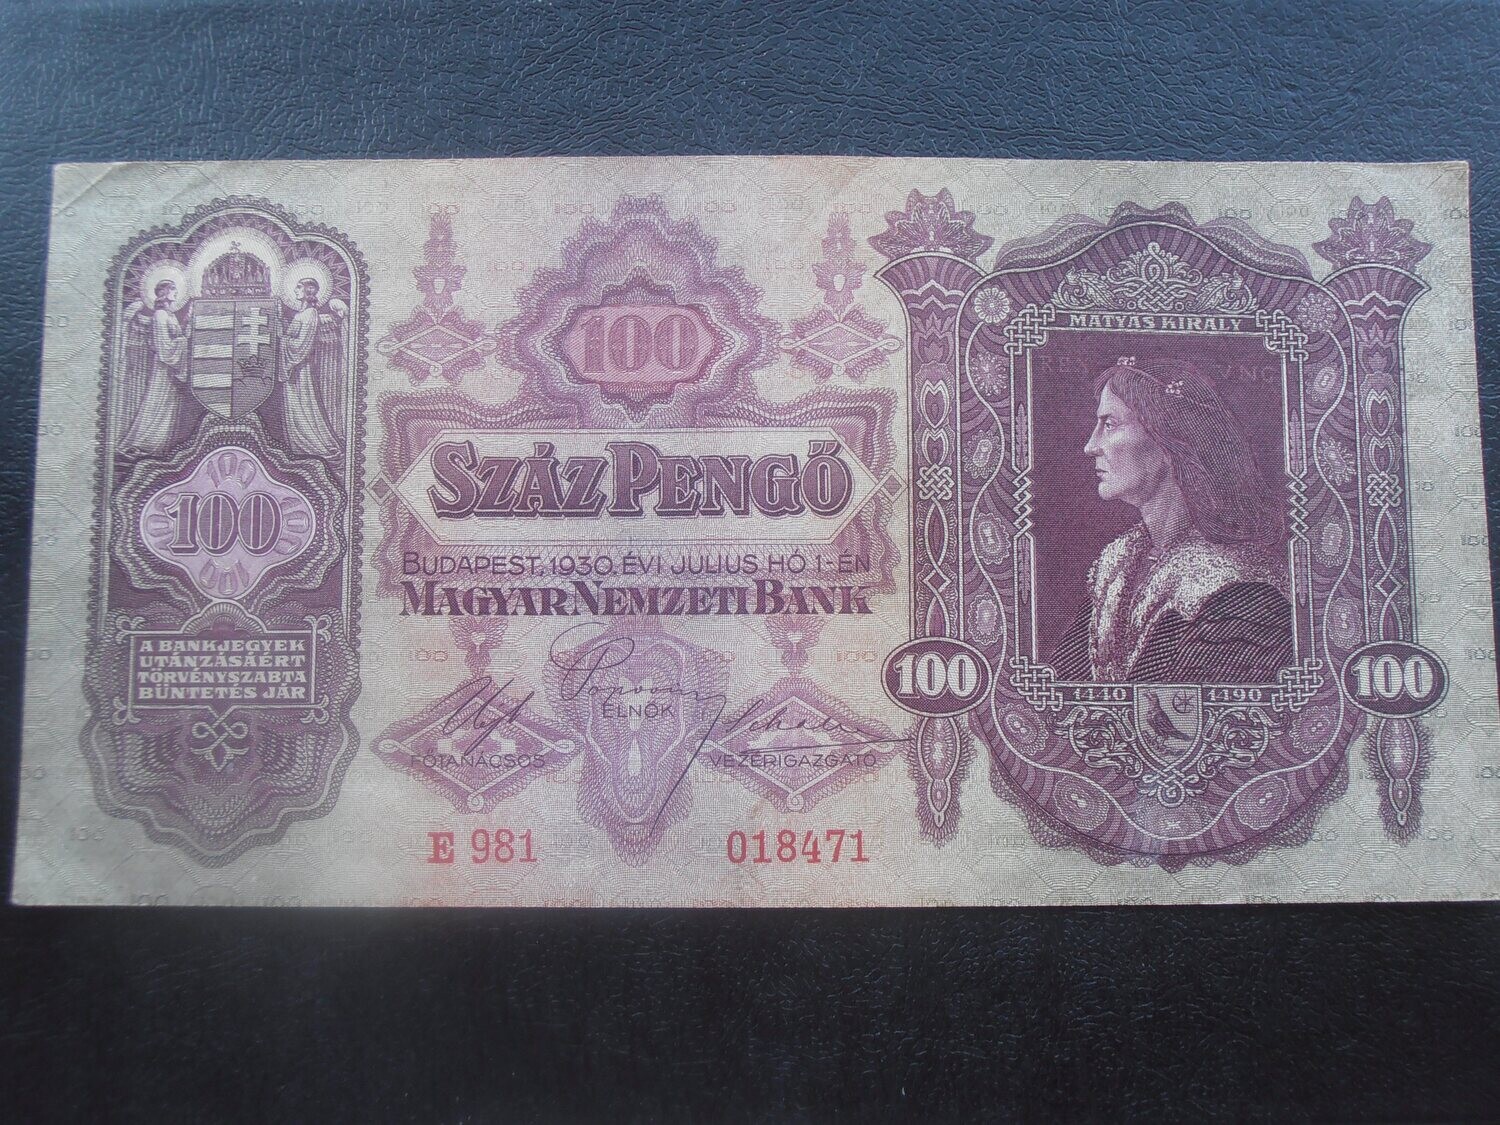 100
SZÁZ PENGŐ
BUDAPEST, 1930. ÉVI JULIUS HÓ 1-ÉN
MAGYAR NEMZETI BANK
ELNÖK
FŐTANÁCSOS
VEZÉRIGAZGATÓ
E 981 018471
100
A BANKJEGYEK
UTÁNZÁSÁÉRT
TÖRVÉNYSZABTA
BÜNTETÉS JÁR
MÁTYÁS KIRÁLY
100
100
1440 1490